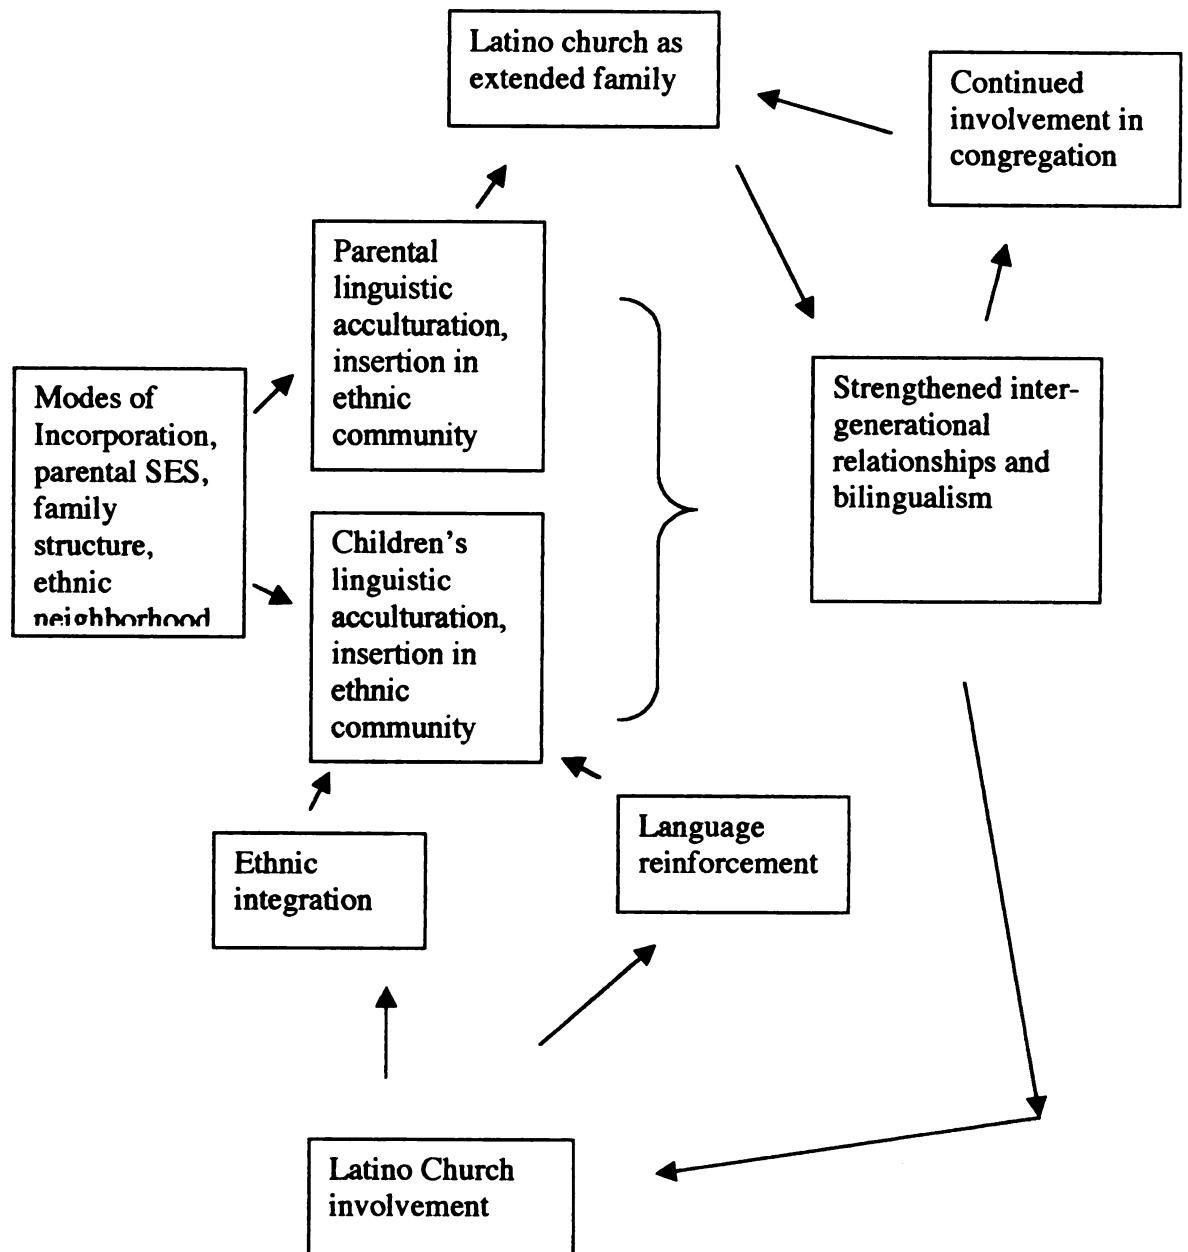 Latino church as
extended family
Continued
involvement in
congregation
Parental
linguistic
acculturation,
insertion in
ethnic
community
Modes of
Incorporation,
parental SES,
family
structure,
ethnic
neighborhood
Strengthened inter-
generational
relationships and
bilingualism
Children's
linguistic
acculturation,
insertion in
ethnic
community
Language
reinforcement
Ethnic
integration
Latino Church
involvement